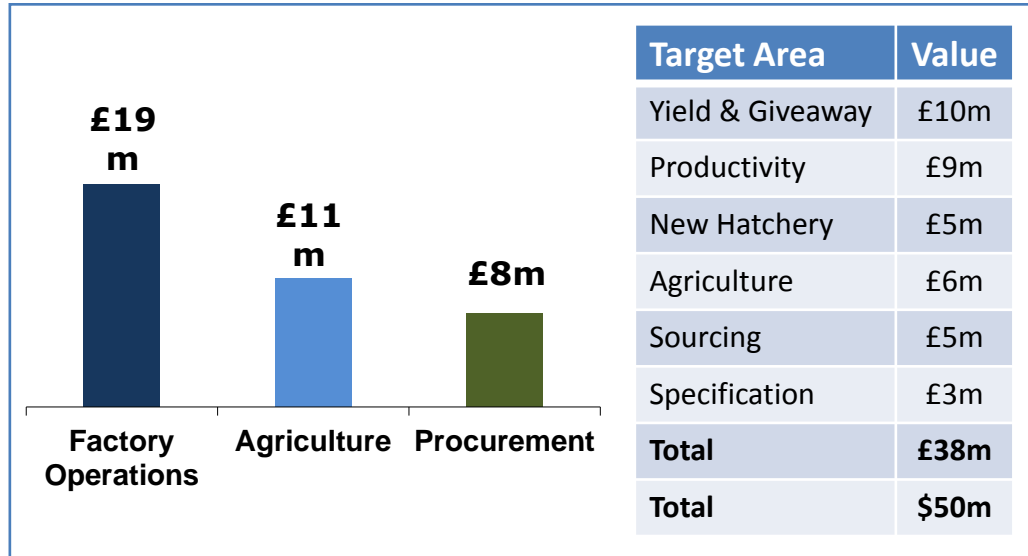 £19
m
£11
m
£8m
Factory
Operations
Agriculture
Procurement
Target Area Value
Yield & Giveaway £10m
Productivity £9m
New Hatchery £5m
Agriculture £6m
Sourcing £5m
Specification £3m
Total £38m
Total $50m